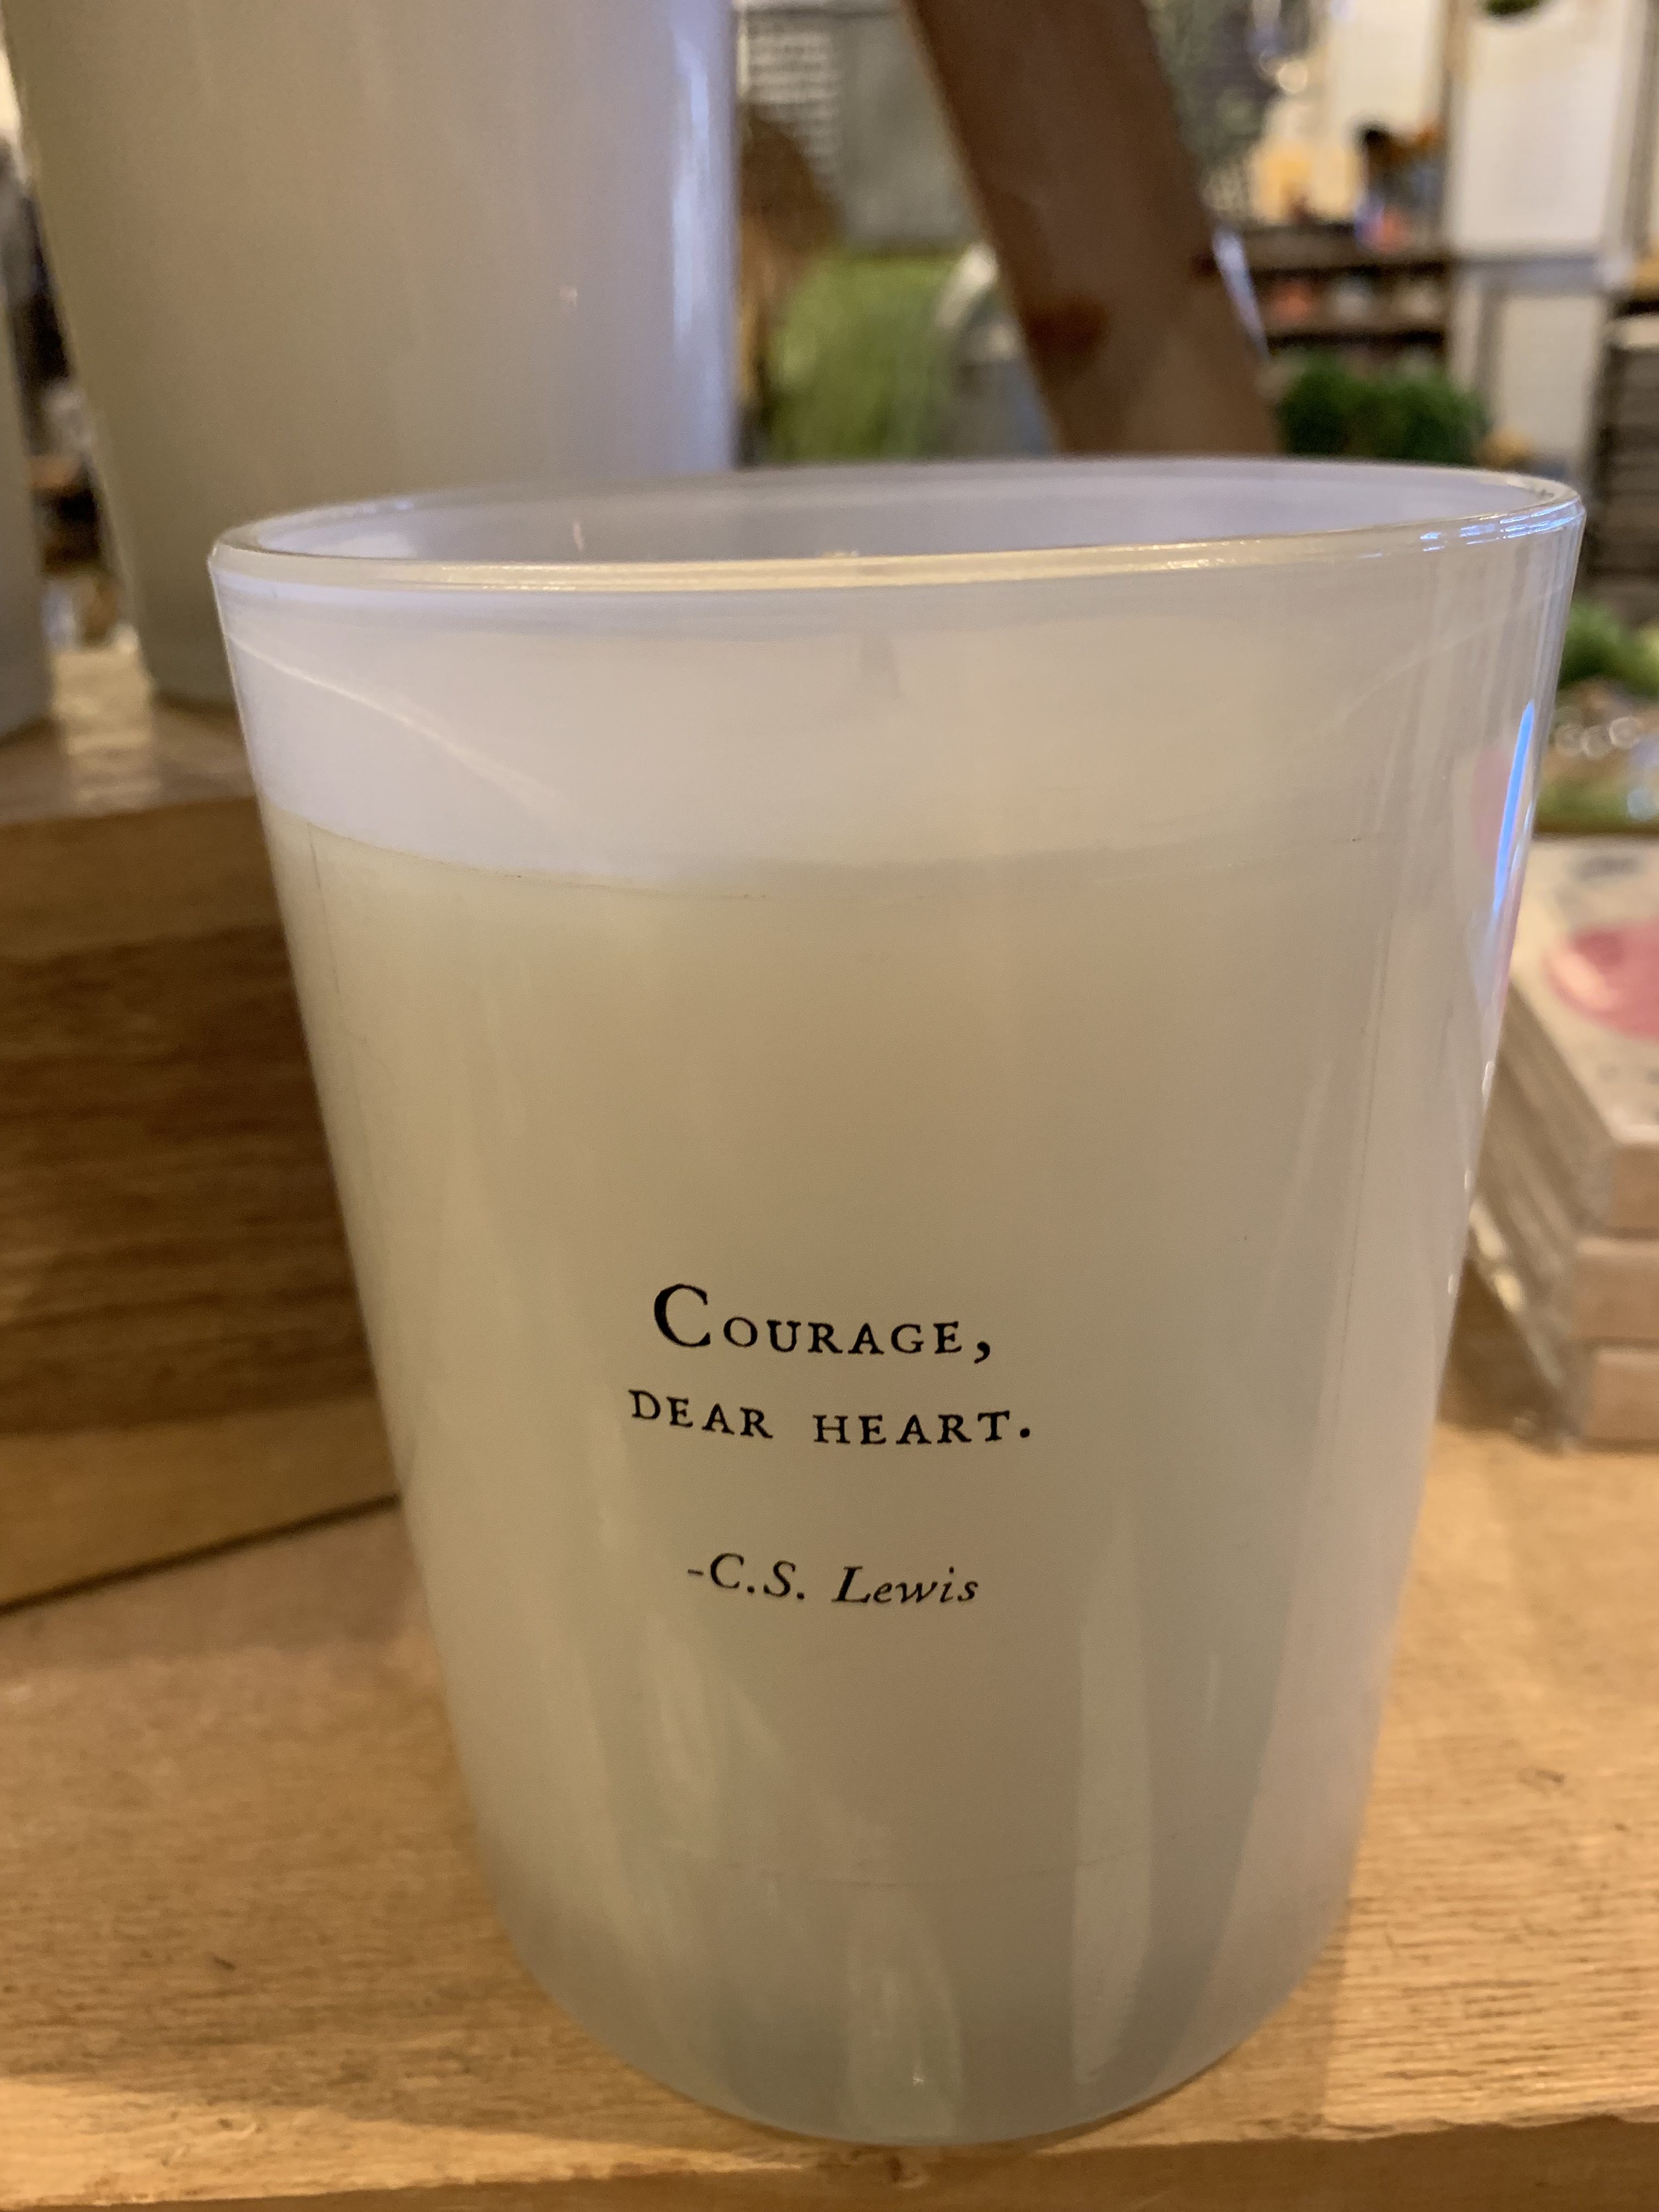 Courage,
dear heart.
-C.S. Lewis